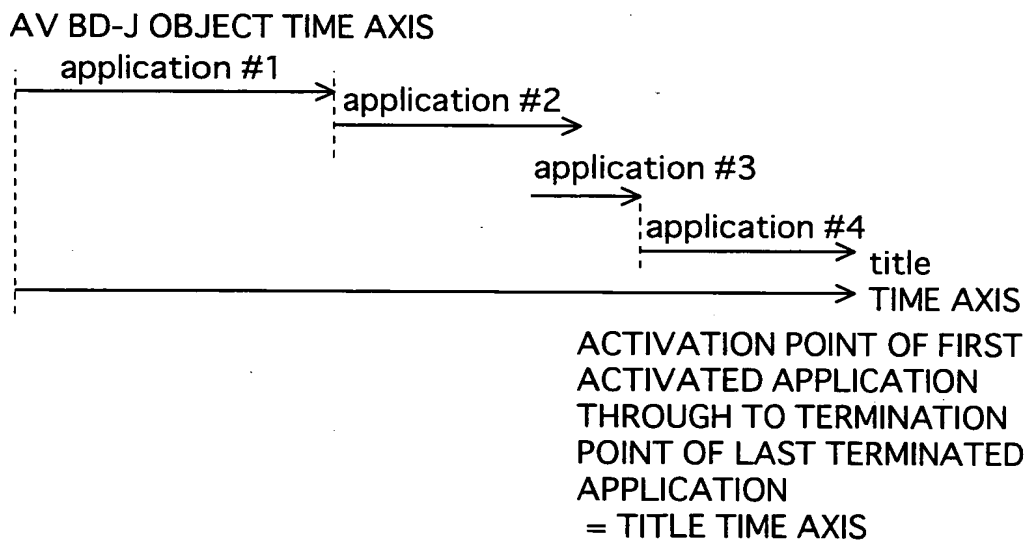 AV BD-J OBJECT TIME AXIS
application #1
application #2
application #3
application #4
title
TIME AXIS
ACTIVATION POINT OF FIRST
ACTIVATED APPLICATION
THROUGH TO TERMINATION
POINT OF LAST TERMINATED
APPLICATION
= TITLE TIME AXIS